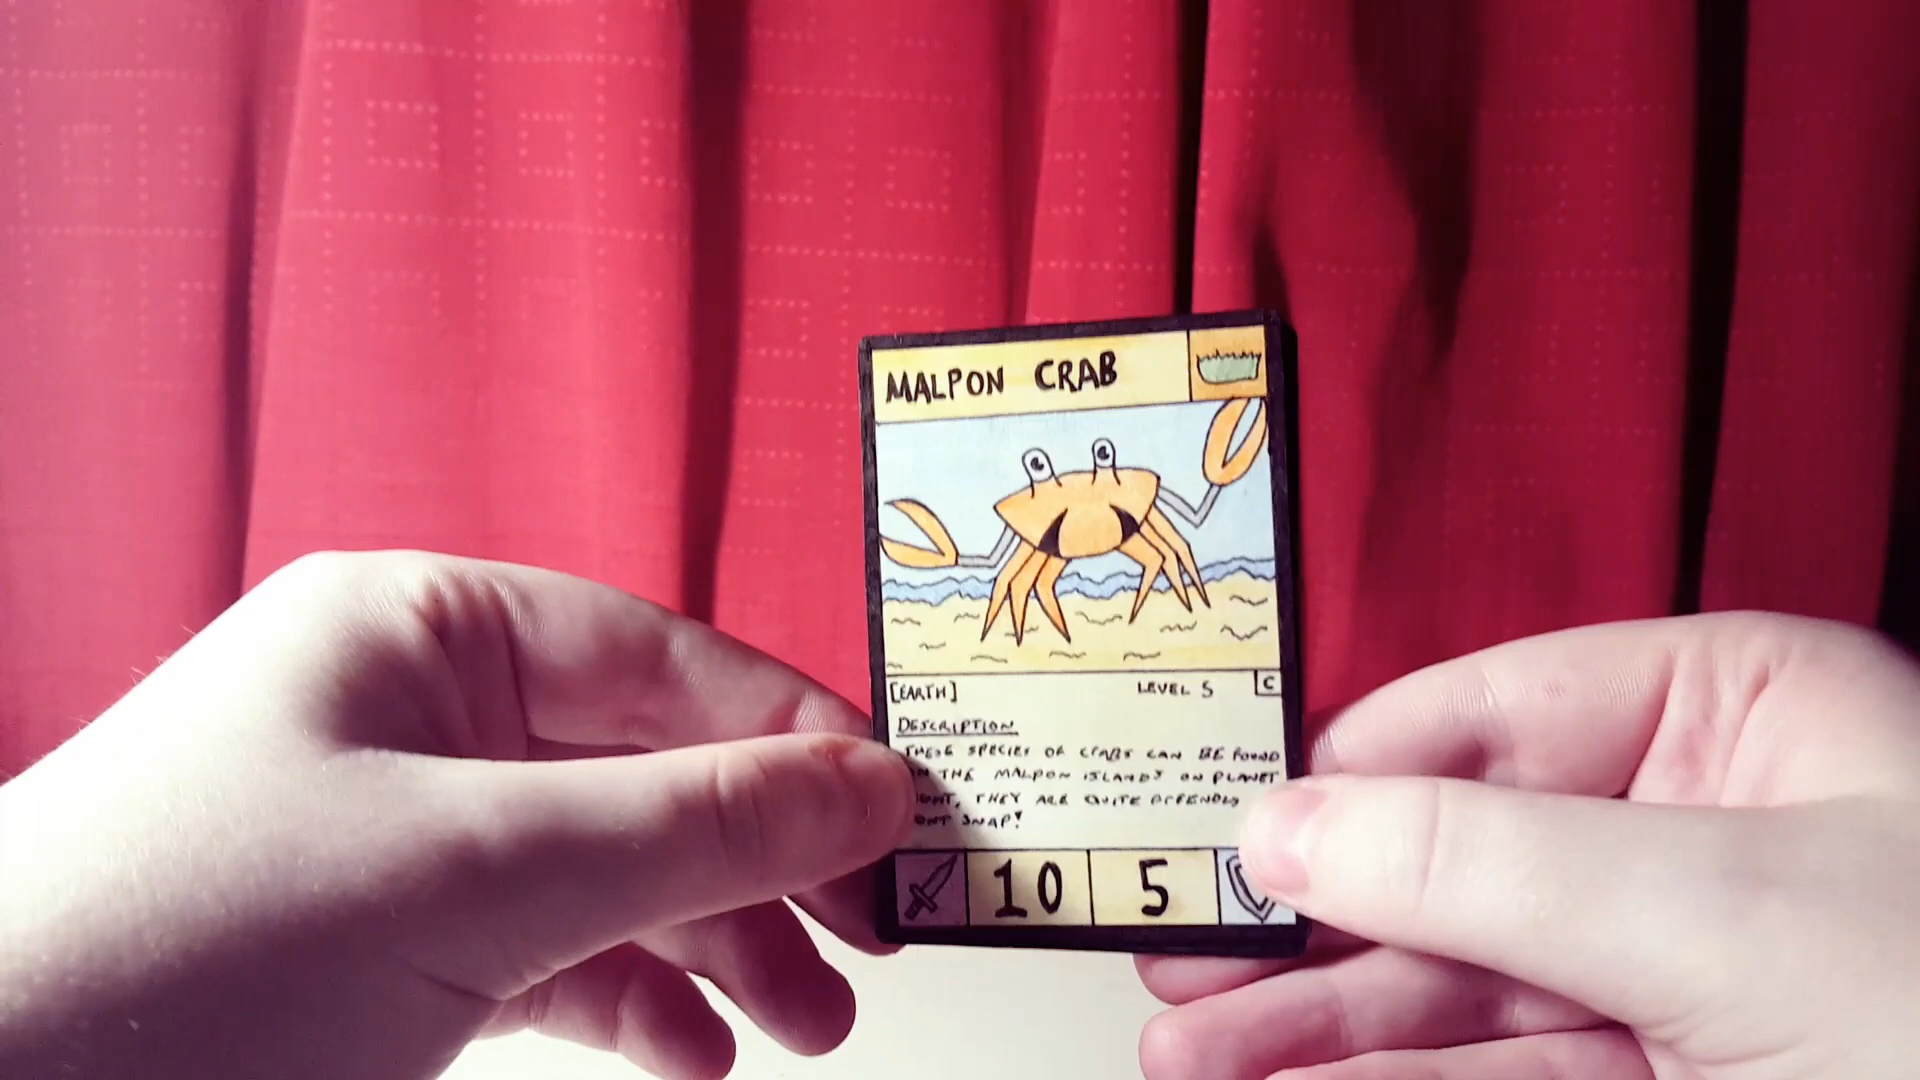 MALPON CRAB
[EARTH] LEVEL 5 C
DESCRIPTION
THESE SPECIES OF CRABS CAN BE FOUND
THE MALPON ISLANDS ON PLANET
THEY ARE QUITE
SNAP!
10 5